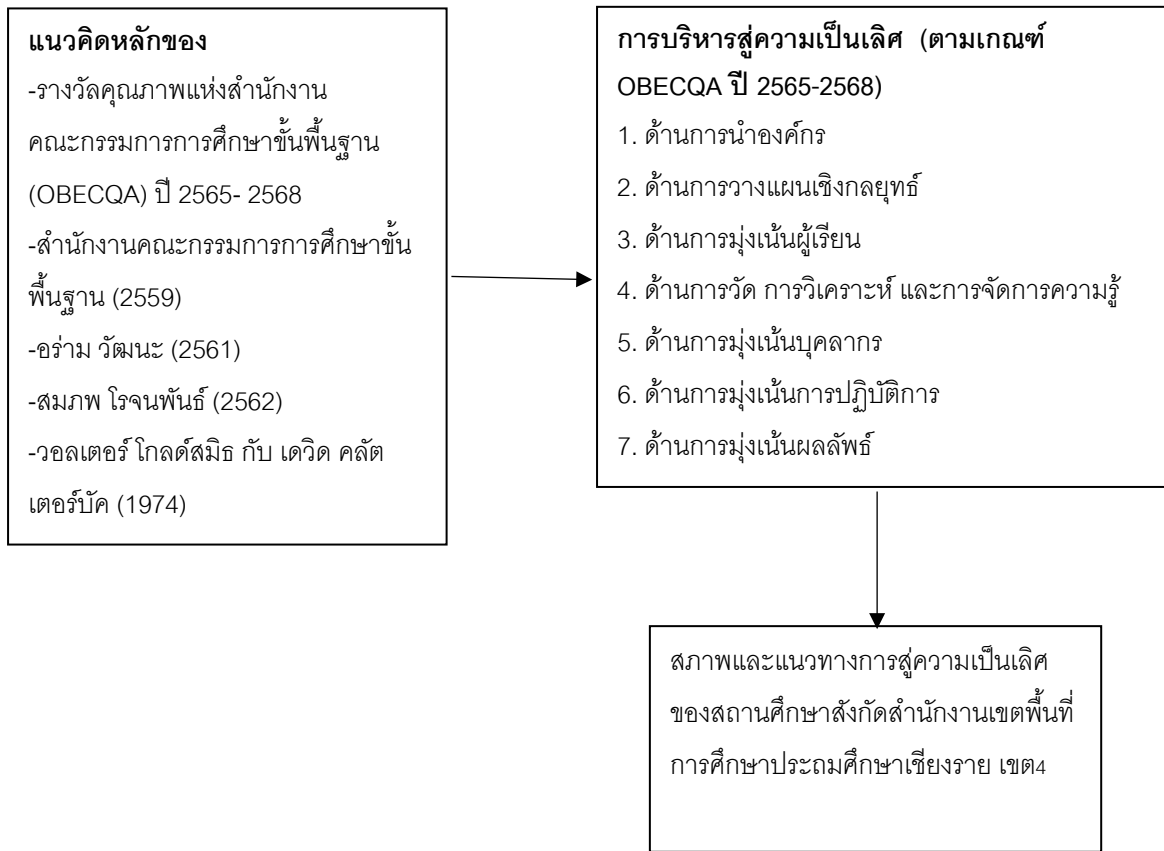 แนวคิดหลักของ
-รางวัลคุณภาพแห่งสำนักงาน
คณะกรรมการการศึกษาขั้นพื้นฐาน
(OBECQA) ปี 2565- 2568
-สำนักงานคณะกรรมการการศึกษาขั้น
พื้นฐาน (2559)
-อร่าม วัฒนะ (2561)
-สมภพ โรจนพันธ์ (2562)
-วอลเตอร์ โกลด์สมิธ กับ เดวิด คลัต
เตอร์บัค (1974)
การบริหารสู่ความเป็นเลิศ (ตามเกณฑ์
OBECQA ปี 2565-2568)
1. ด้านการนำองค์กร
2. ด้านการวางแผนเชิงกลยุทธ์
3. ด้านการมุ่งเน้นผู้เรียน
4. ด้านการวัด การวิเคราะห์ และการจัดการความรู้
5. ด้านการมุ่งเน้นบุคลากร
6. ด้านการมุ่งเน้นการปฏิบัติการ
7. ด้านการมุ่งเน้นผลลัพธ์
สภาพและแนวทางการสู่ความเป็นเลิศ
ของสถานศึกษาสังกัดสำนักงานเขตพื้นที่
การศึกษาประถมศึกษาเชียงราย เขต4